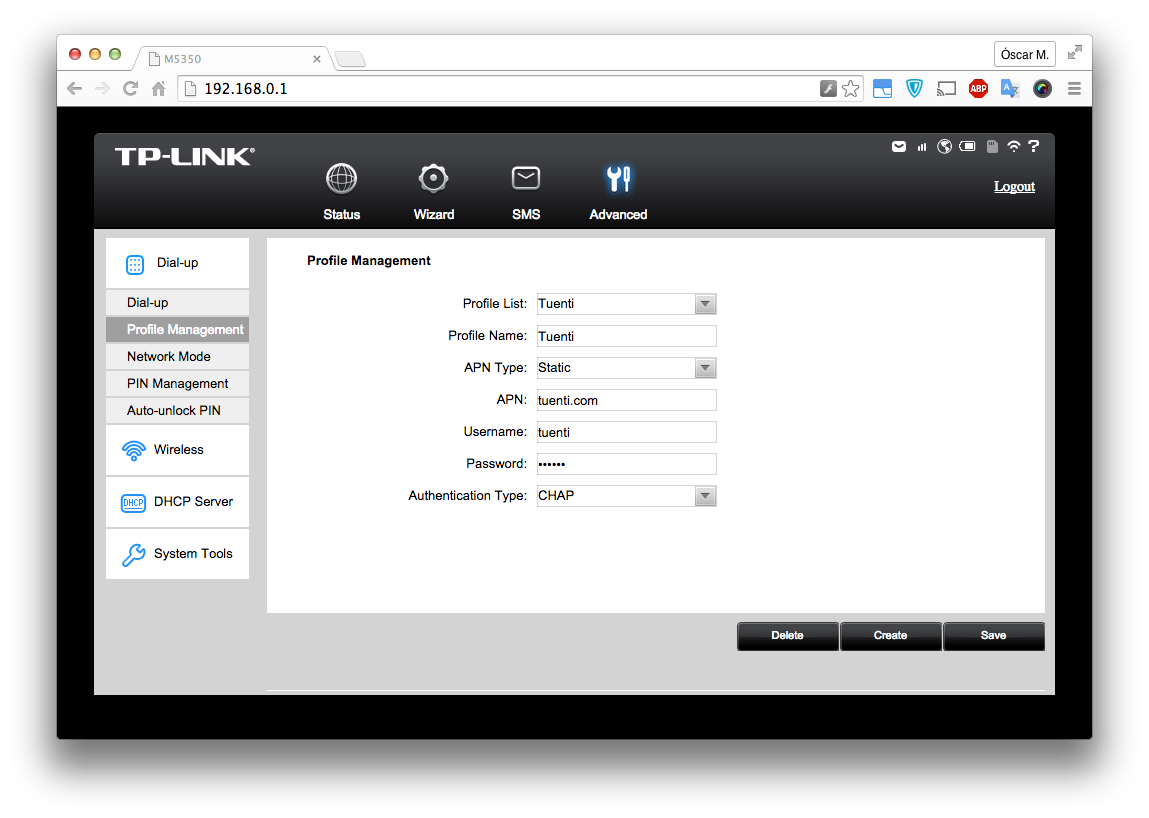 M5350
Óscar M.
192.168.0.1
ABP
TP-LINK®
Status
Wizard
SMS
Advanced
Logout
Dial-up
Dial-up
Profile Management
Network Mode
PIN Management
Auto-unlock PIN
Wireless
DHCP
DHCP Server
System Tools
Profile Management
Profile List: Tuenti
Profile Name: Tuenti
APN Type: Static
APN: tuenti.com
Username: tuenti
Password: ••••••
Authentication Type: CHAP
Delete
Create
Save